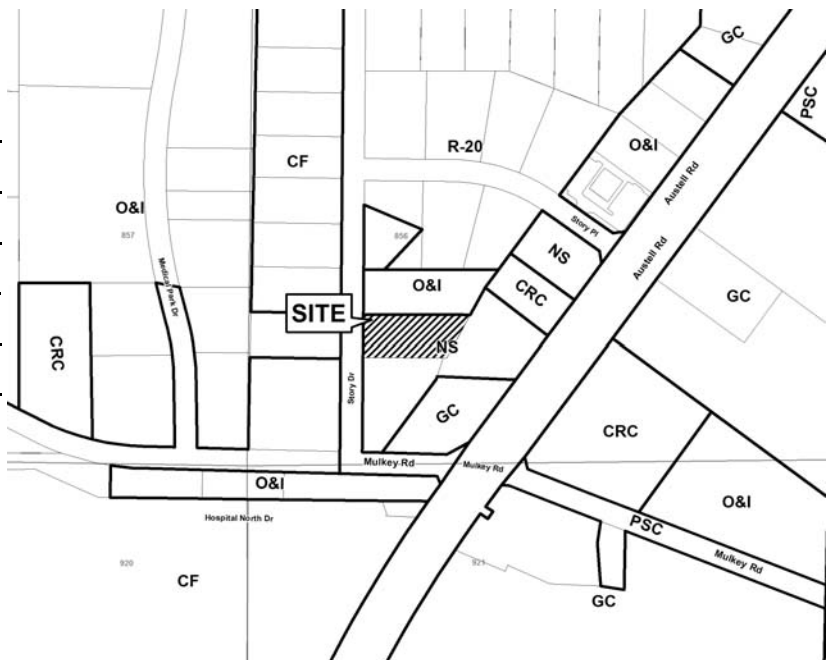 GC
PSC
O&I
R-20
CF
Austell Rd
O&I
857
856
Story Pl
NS
Austell Rd
Medical Park Dr
O&I
CRC
GC
SITE
CRC
NS
Story Dr
GC
CRC
Mulkey Rd
Mulkey Rd
O&I
O&I
Hospital North Dr
PSC
Mulkey Rd
920
921
CF
GC